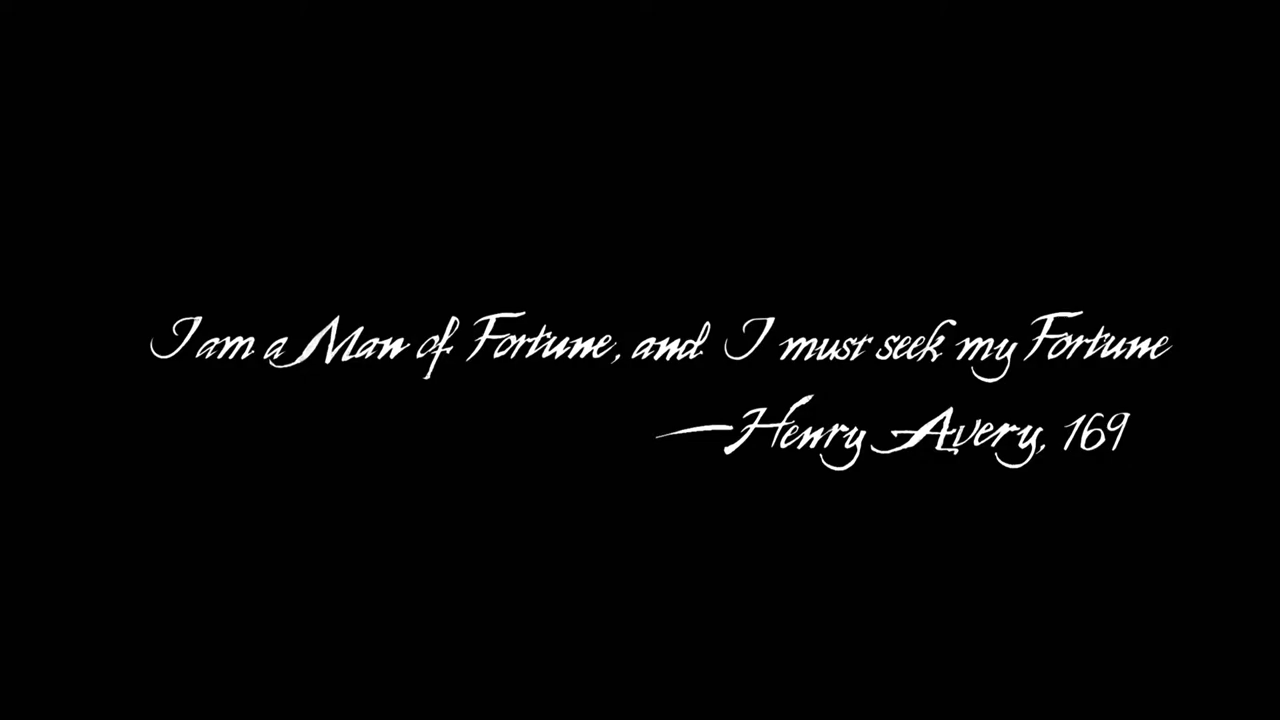 I am a Man of Fortune, and I must seek my Fortune
—Henry Avery, 169